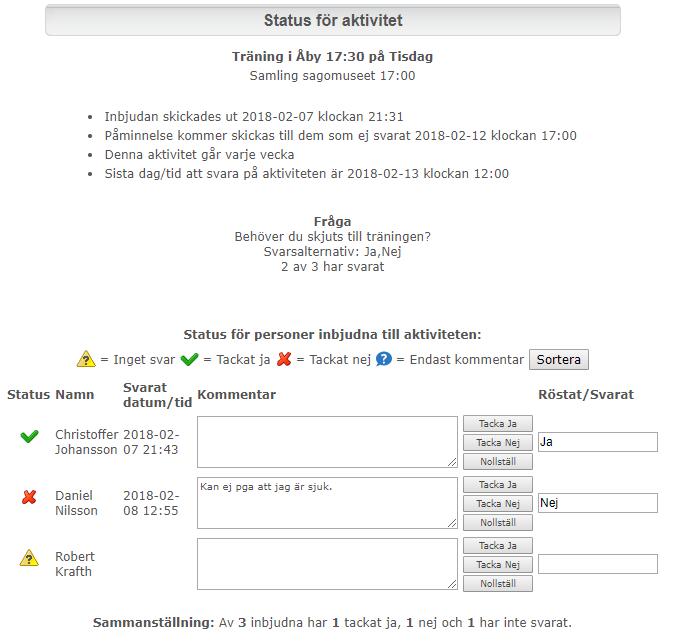 Status för aktivitet
Träning i Åby 17:30 på Tisdag
Samling sagomuseet 17:00
• Inbjudan skickades ut 2018-02-07 klockan 21:31
• Påminnelse kommer skickas till dem som ej svarat 2018-02-12 klockan 17:00
• Denna aktivitet går varje vecka
• Sista dag/tid att svara på aktiviteten är 2018-02-13 klockan 12:00
Fråga
Behöver du skjuts till träningen?
Svarsalternativ: Ja,Nej
2 av 3 har svarat
Status för personer inbjudna till aktiviteten:
= Inget svar = Tackat ja = Tackat nej = Endast kommentar Sortera
Status Namn Svarat datum/tid Kommentar Röstat/Svarat
Christoffer Johansson
2018-02-
07 21:43
Tacka Ja
Tacka Nej
Nollställ
Ja
Daniel
Nilsson
2018-02-
08 12:55
Kan ej pga att jag är sjuk.
Tacka Ja
Tacka Nej
Nollställ
Nej
Robert
Krafth
Tacka Ja
Tacka Nej
Nollställ
Sammanställning: Av 3 inbjudna har 1 tackat ja, 1 nej och 1 har inte svarat.